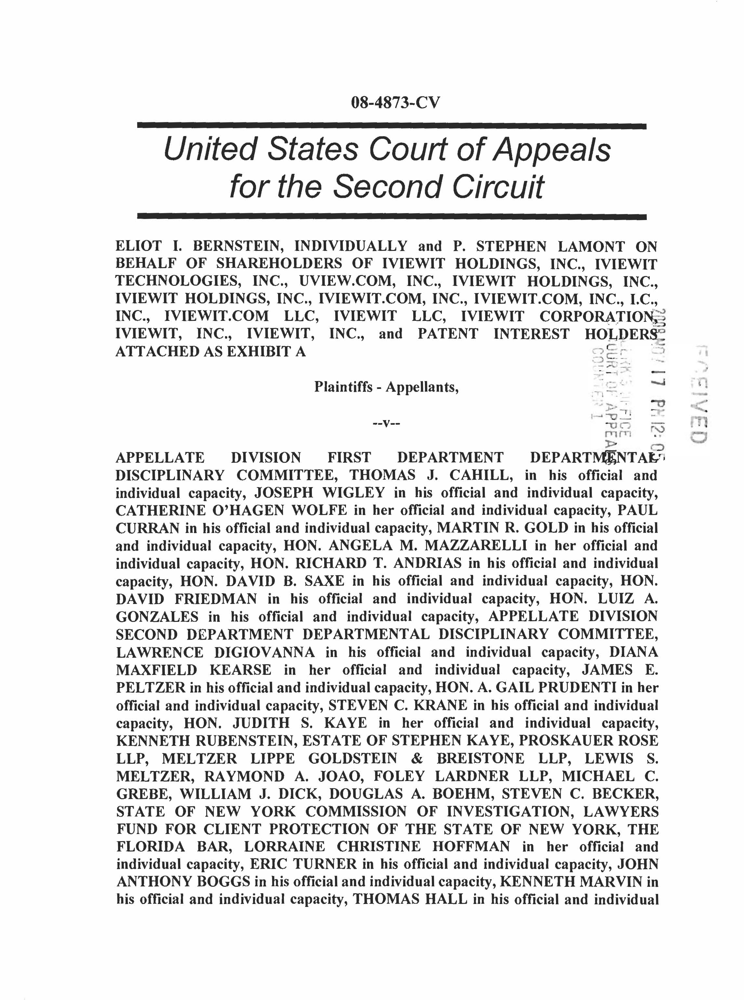 08-4873-CV
United States Court of Appeals
for the Second Circuit
ELIOT I. BERNSTEIN, INDIVIDUALLY and P. STEPHEN LAMONT ON
BEHALF OF SHAREHOLDERS OF IVIEWIT HOLDINGS, INC., IVIEWIT
TECHNOLOGIES, INC., UVIEW.COM, INC., IVIEWIT HOLDINGS, INC.,
IVIEWIT HOLDINGS, INC., IVIEWIT.COM, INC., IVIEWIT.COM, INC., I.C.,
INC., IVIEWIT.COM LLC, IVIEWIT LLC, IVIEWIT CORPORATION,
IVIEWIT, INC., IVIEWIT, INC., and PATENT INTEREST HOLDERS
ATTACHED AS EXHIBIT A
Plaintiffs - Appellants,
--v--
APPELLATE DIVISION FIRST DEPARTMENT DEPARTMENTAL
DISCIPLINARY COMMITTEE, THOMAS J. CAHILL, in his official and
individual capacity, JOSEPH WIGLEY in his official and individual capacity,
CATHERINE O'HAGEN WOLFE in her official and individual capacity, PAUL
CURRAN in his official and individual capacity, MARTIN R. GOLD in his official
and individual capacity, HON. ANGELA M. MAZZARELLI in her official and
individual capacity, HON. RICHARD T. ANDRIAS in his official and individual
capacity, HON. DAVID B. SAXE in his official and individual capacity, HON.
DAVID FRIEDMAN in his official and individual capacity, HON. LUIZ A.
GONZALES in his official and individual capacity, APPELLATE DIVISION
SECOND DEPARTMENT DEPARTMENTAL DISCIPLINARY COMMITTEE,
LAWRENCE DIGIOVANNA in his official and individual capacity, DIANA
MAXFIELD KEARSE in her official and individual capacity, JAMES E.
PELTZER in his official and individual capacity, HON. A. GAIL PRUDENTI in her
official and individual capacity, STEVEN C. KRANE in his official and individual
capacity, HON. JUDITH S. KAYE in her official and individual capacity,
KENNETH RUBENSTEIN, ESTATE OF STEPHEN KAYE, PROSKAUER ROSE
LLP, MELTZER LIPPE GOLDSTEIN & BREISTONE LLP, LEWIS S.
MELTZER, RAYMOND A. JOAO, FOLEY LARDNER LLP, MICHAEL C.
GREBE, WILLIAM J. DICK, DOUGLAS A. BOEHM, STEVEN C. BECKER,
STATE OF NEW YORK COMMISSION OF INVESTIGATION, LAWYERS
FUND FOR CLIENT PROTECTION OF THE STATE OF NEW YORK, THE
FLORIDA BAR, LORRAINE CHRISTINE HOFFMAN in her official and
individual capacity, ERIC TURNER in his official and individual capacity, JOHN
ANTHONY BOGGS in his official and individual capacity, KENNETH MARVIN in
his official and individual capacity, THOMAS HALL in his official and individual
RECEIVED
17 PM 12: 05
CLERK'S OFFICE
COURT OF APPEALS
COUNTER 1